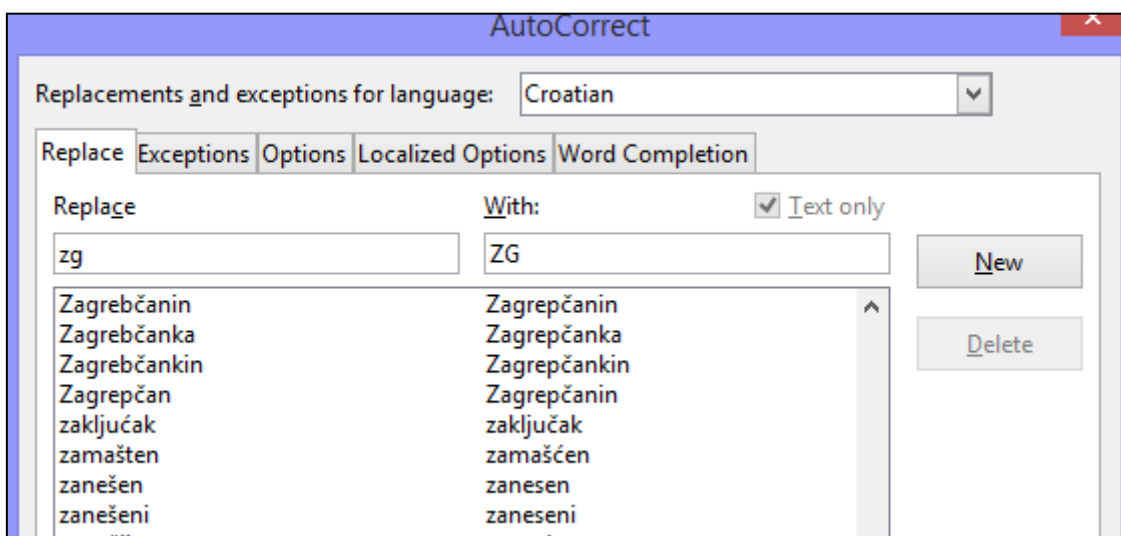 AutoCorrect
Replacements and exceptions for language: Croatian
Replace Exceptions Options Localized Options Word Completion
Replace With: Text only
zg ZG New
Zagrebčanin Zagrepčanin
Zagrebčanka Zagrepčanka
Delete
Zagrebčankin Zagrepčankin
Zagrepčan Zagrepčanin
zaključak zaključak
zamašten zamašćen
zanešen zanesen
zanešeni zaneseni